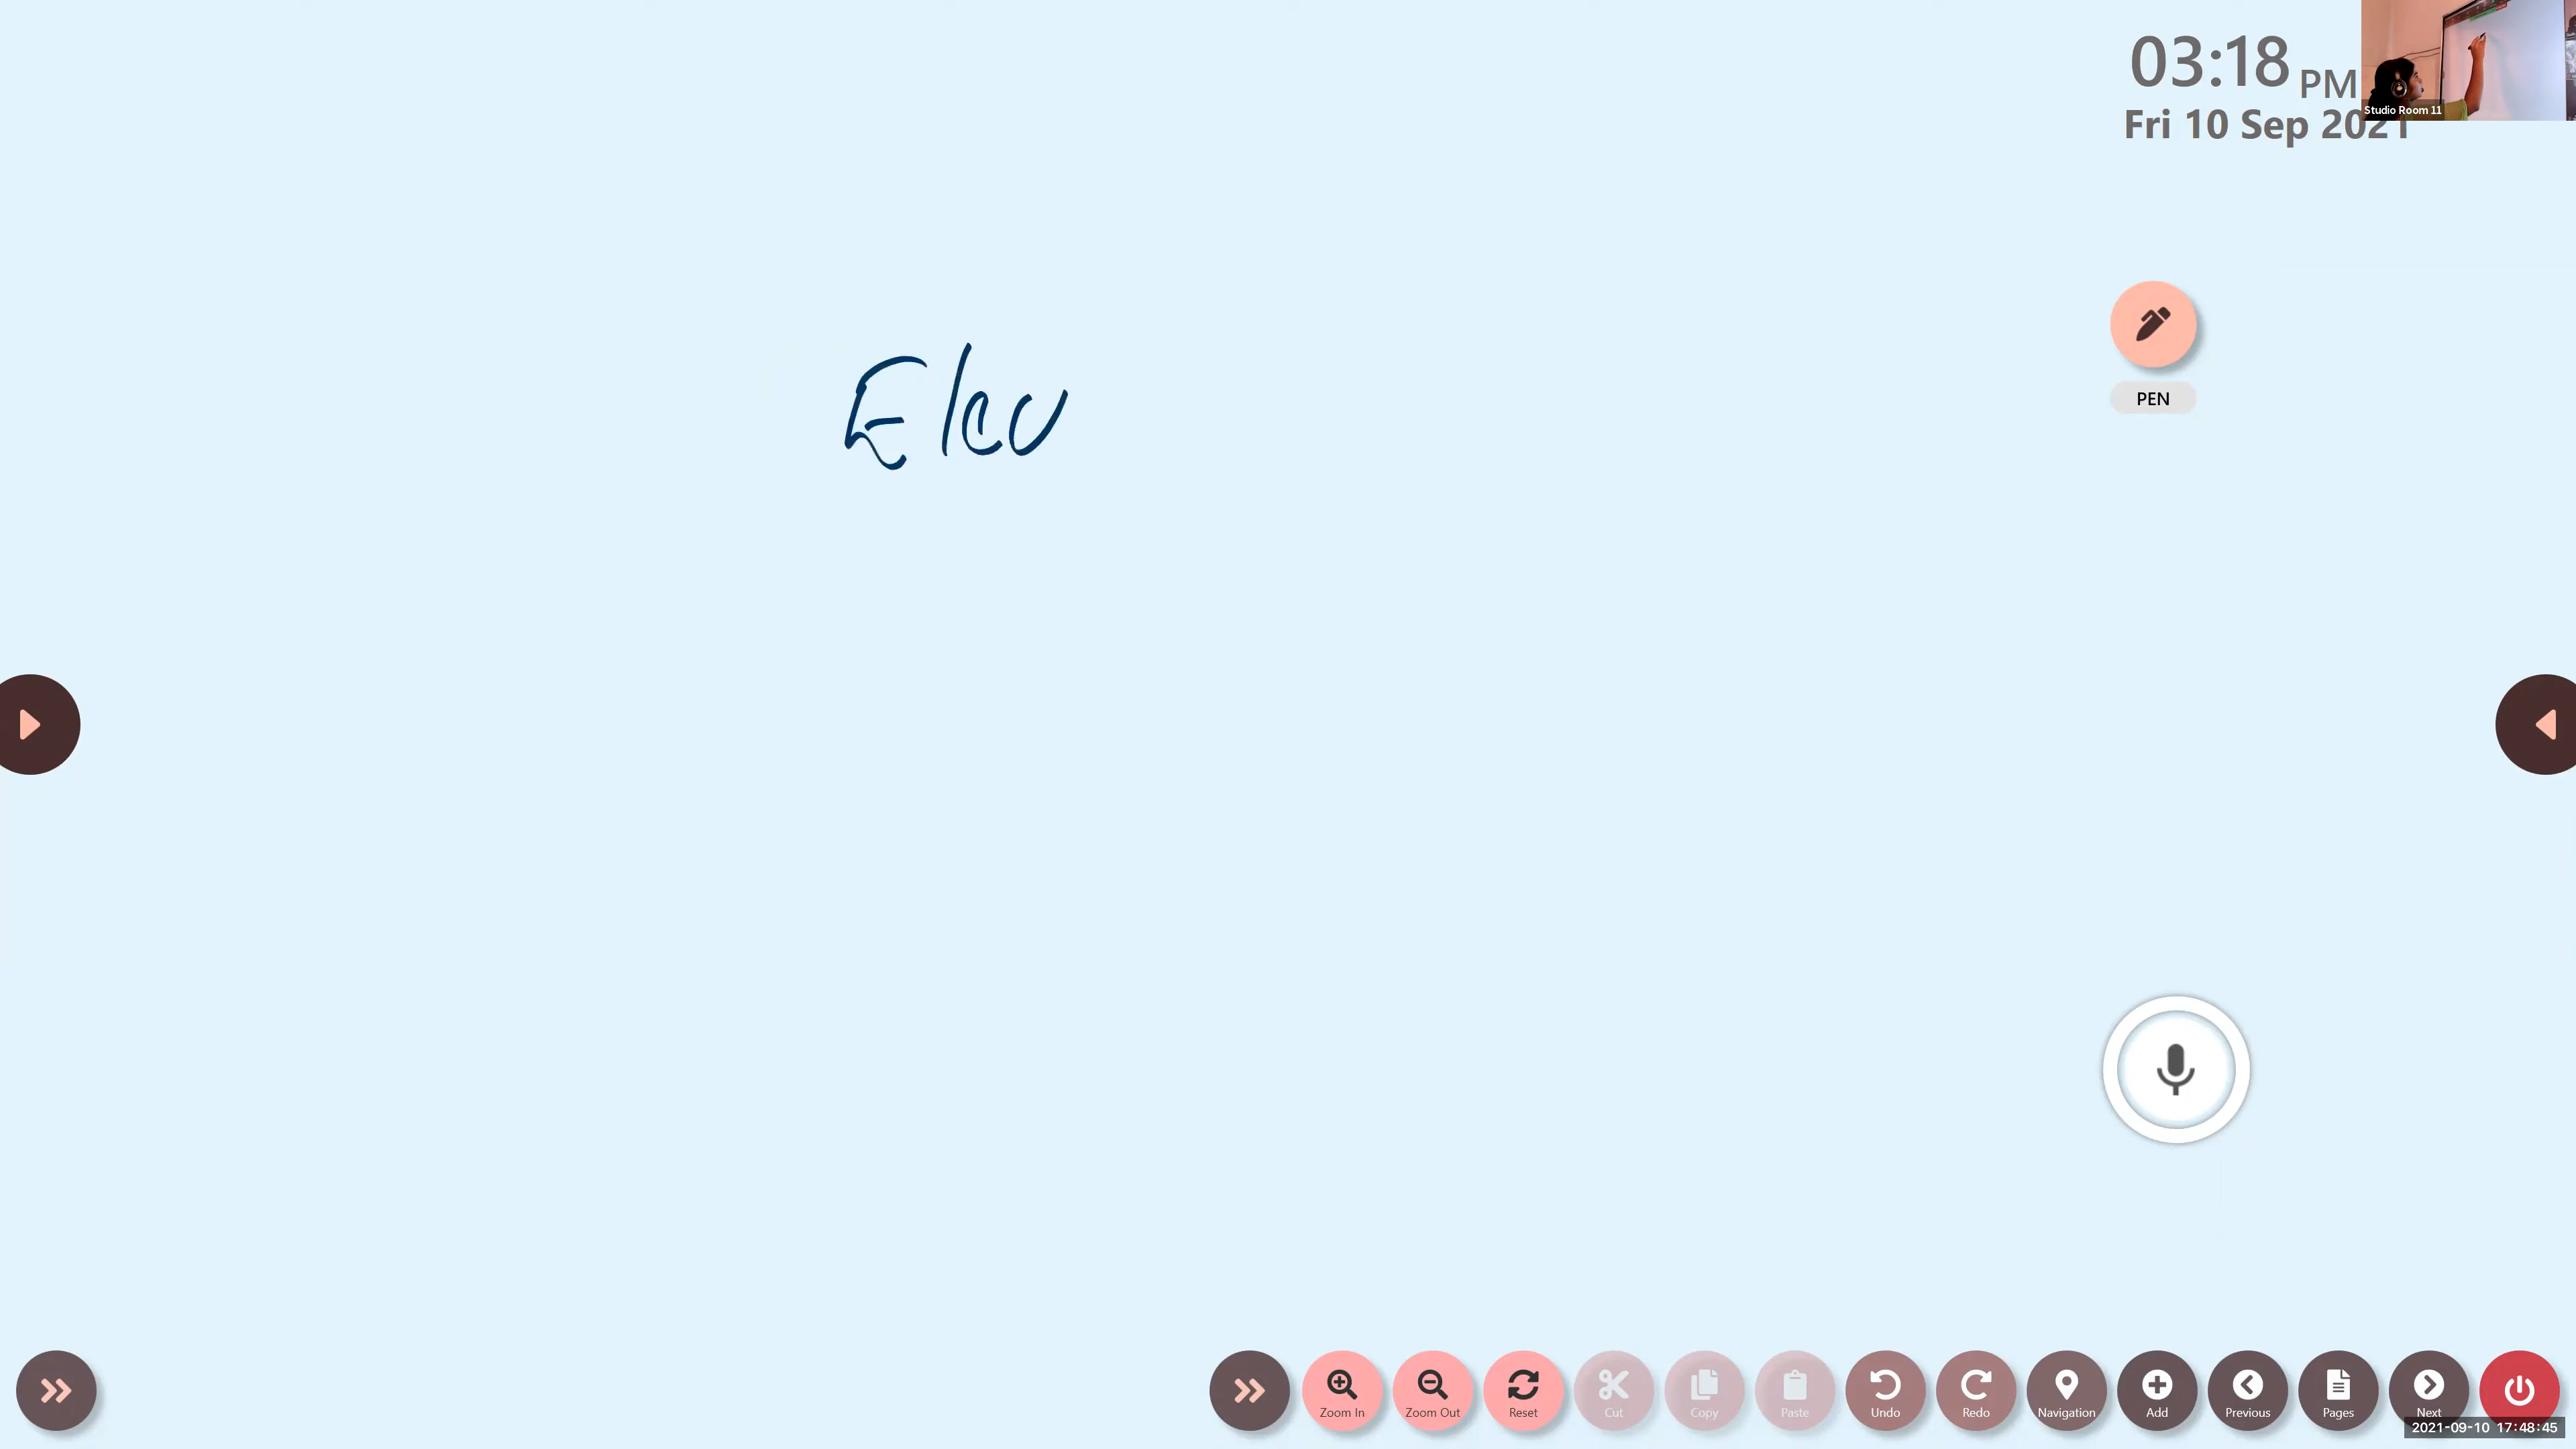 03:18 PM
Studio Room 11
Fri 10 Sep 2021
PEN
Zoom In
Zoom Out
Reset
Cut
Copy
Paste
Undo
Redo
Navigation
Add
Previous
Pages
Next
2021-09-10 17:48:45